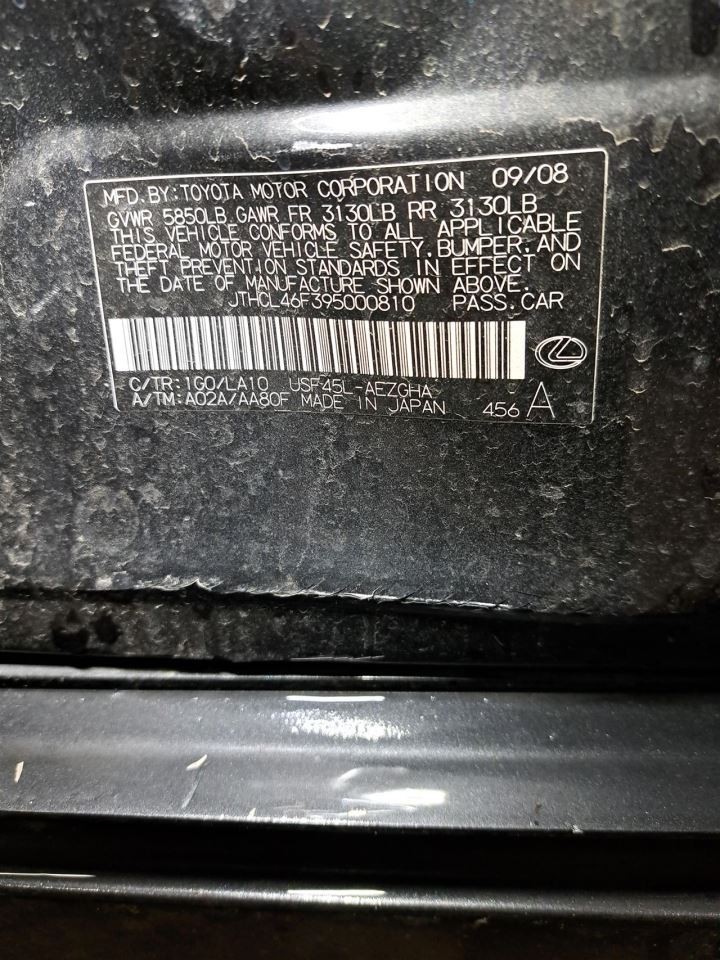 MFD. BY: TOYOTA MOTOR CORPORATION 09/08
GVWR 5850LB GAWR FR 3130LB RR 3130LB
THIS VEHICLE CONFORMS TO ALL APPLICABLE
FEDERAL MOTOR VEHICLE SAFETY, BUMPER, AND
THEFT PREVENTION STANDARDS IN EFFECT ON
THE DATE OF MANUFACTURE SHOWN ABOVE.
JTHCL46F395000810 PASS. CAR
C/TR: 1G0/LA10 USF45L-AEZGHA
A/TM: A02A/AA80F MADE IN JAPAN 456 A